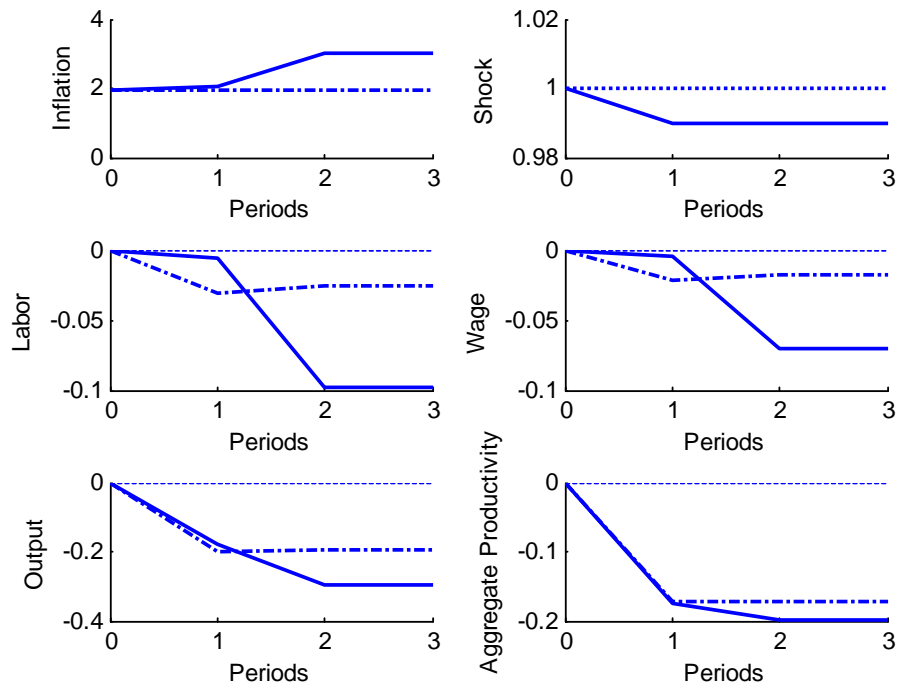 4
2
0
Inflation
0 1 2 3
Periods
1.02
1
0.98
Shock
0 1 2 3
Periods
0
-0.05
-0.1
Labor
0 1 2 3
Periods
0
-0.05
-0.1
Wage
0 1 2 3
Periods
0
-0.2
-0.4
Output
0 1 2 3
Periods
0
-0.1
-0.2
Aggregate Productivity
0 1 2 3
Periods